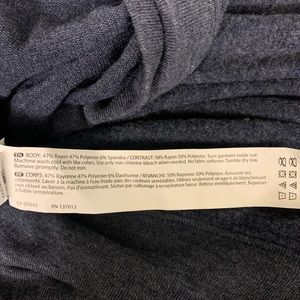 EN BODY: 47% Rayon 47% Polyester 6% Spandex / CONTRAST: 50% Rayon 50% Polyester. Turn garment inside out.
Machine wash cold with like colors. Use only non-chlorine bleach when needed. No fabric softener. Tumble dry low.
Remove promptly. Do not iron.
FR CORPS: 47% Rayonne 47% Polyester 6% Élasthanne / REVANCHE: 50% Rayonne 50% Polyester. Retourne les
vêtements. Laver à la machine à l'eau froide avec des couleurs semblables. Utilisez seulement un agent de blanchiment
non chloré au besoin. Pas d'assouplissant. Séchage par culbutage à température basse. Retirez immédiatement. Repasser
à faible température.
CA 07043 RN 137013